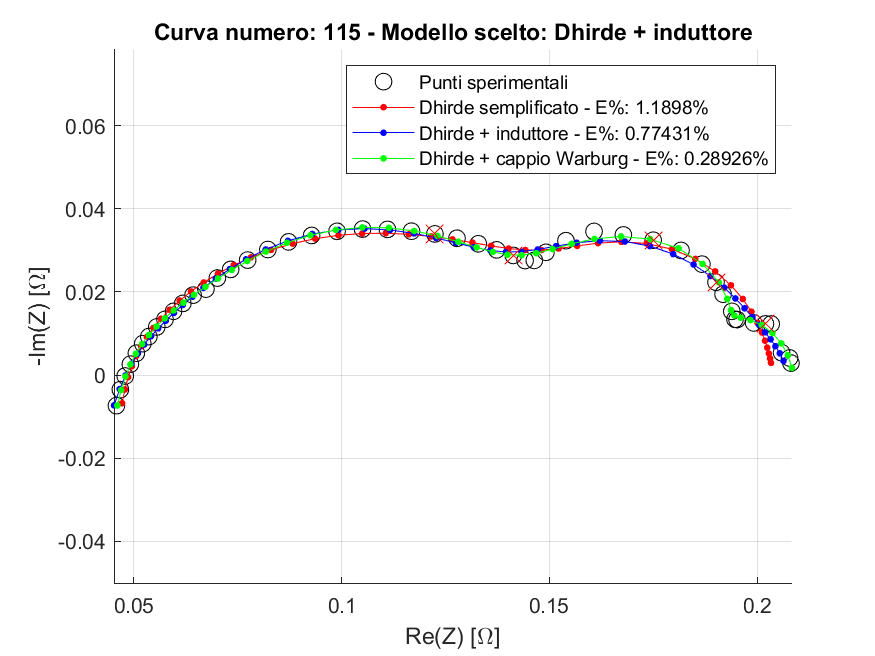 Curva numero: 115 - Modello scelto: Dhirde + induttore
Punti sperimentali
Dhirde semplificato - E%: 1.1898%
Dhirde + induttore - E%: 0.77431%
Dhirde + cappio Warburg - E%: 0.28926%
0.06
0.04
0.02
0
-0.02
-0.04
-Im(Z) [Ω]
0.05 0.1 0.15 0.2
Re(Z) [Ω]